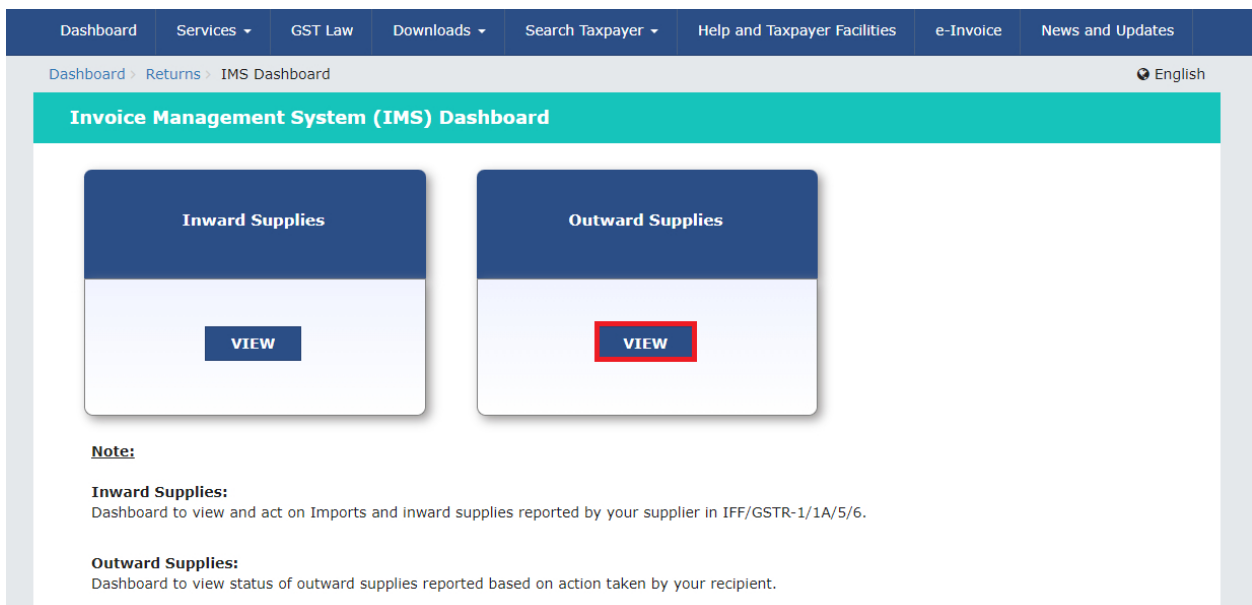 Dashboard Services GST Law Downloads Search Taxpayer Help and Taxpayer Facilities e-Invoice News and Updates
Dashboard › Returns › IMS Dashboard English
Invoice Management System (IMS) Dashboard
Inward Supplies Outward Supplies
VIEW VIEW
Note:
Inward Supplies:
Dashboard to view and act on Imports and inward supplies reported by your supplier in IFF/GSTR-1/1A/5/6.
Outward Supplies:
Dashboard to view status of outward supplies reported based on action taken by your recipient.